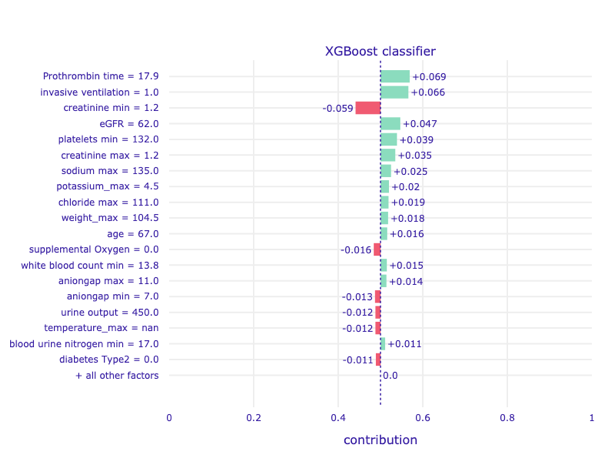 XGBoost classifier
Prothrombin time = 17.9 +0.069
invasive ventilation = 1.0 +0.066
creatinine min = 1.2 -0.059
eGFR = 62.0 +0.047
platelets min = 132.0 +0.039
creatinine max = 1.2 +0.035
sodium max = 135.0 +0.025
potassium_max = 4.5 +0.02
chloride max = 111.0 +0.019
weight_max = 104.5 +0.018
age = 67.0 +0.016
supplemental Oxygen = 0.0 -0.016
white blood count min = 13.8 +0.015
aniongap max = 11.0 +0.014
aniongap min = 7.0 -0.013
urine output = 450.0 -0.012
temperature_max = nan -0.012
blood urine nitrogen min = 17.0 +0.011
diabetes Type2 = 0.0 -0.011
+ all other factors 0.0
0 0.2 0.4 0.6 0.8 1
contribution